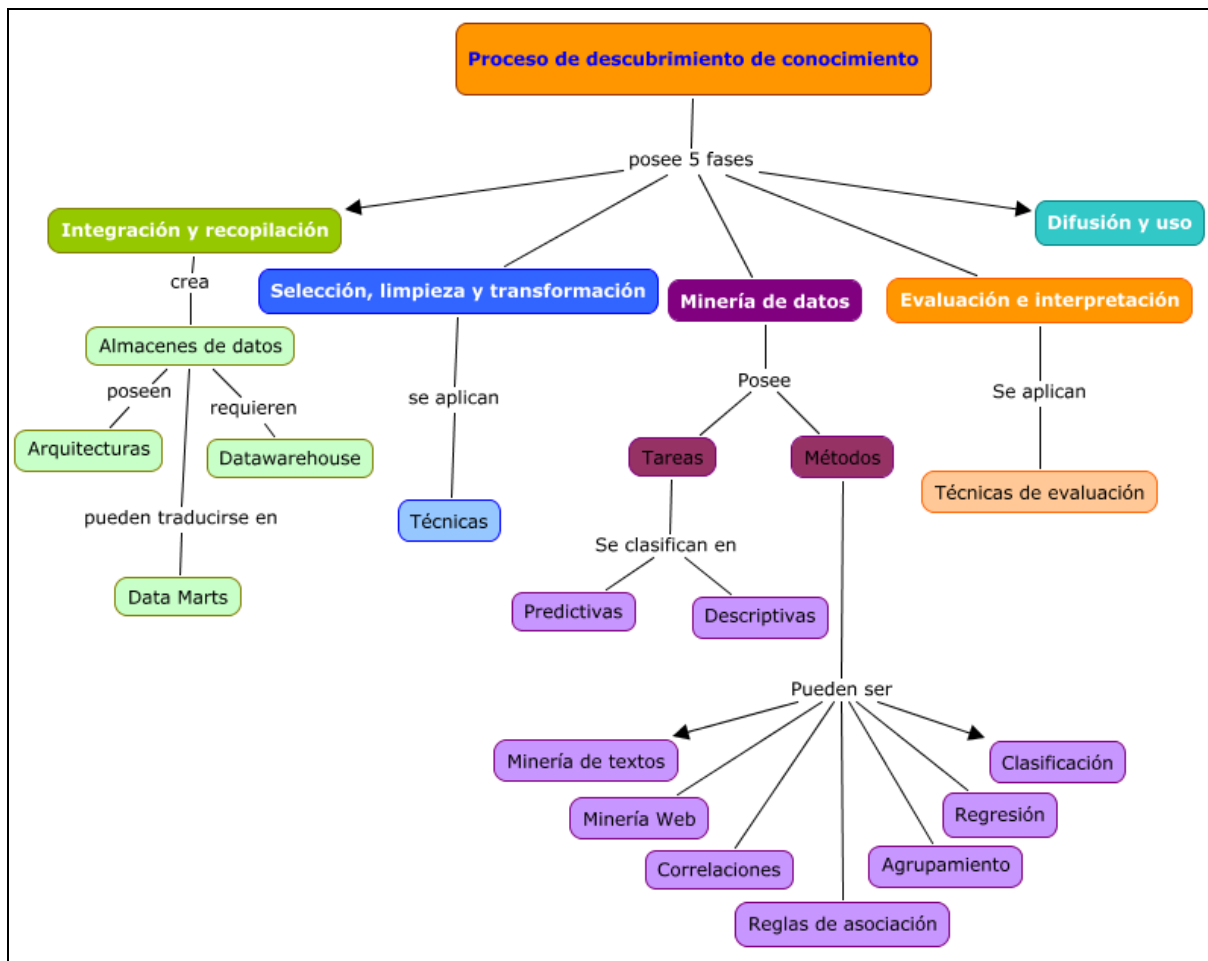 Proceso de descubrimiento de conocimiento
posee 5 fases
Integración y recopilación
Difusión y uso
Selección, limpieza y transformación
Minería de datos
Evaluación e interpretación
crea
Almacenes de datos
poseen
requieren
Arquitecturas
Datawarehouse
pueden traducirse en
Data Marts
se aplican
Técnicas
Posee
Tareas
Métodos
Se clasifican en
Predictivas
Descriptivas
Se aplican
Técnicas de evaluación
Pueden ser
Minería de textos
Minería Web
Correlaciones
Reglas de asociación
Agrupamiento
Regresión
Clasificación